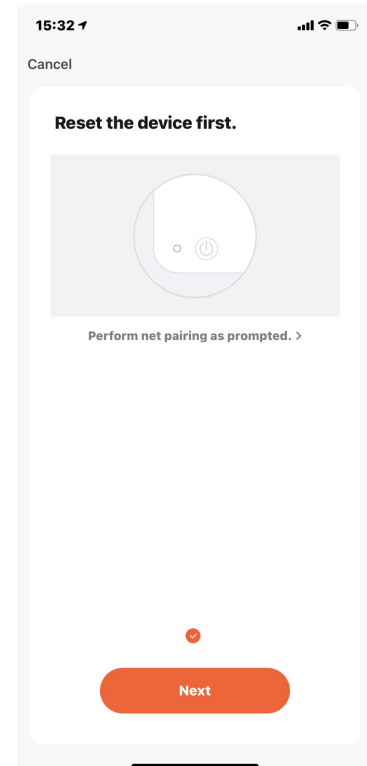 15:32
Cancel
Reset the device first.
Perform net pairing as prompted. >
Next